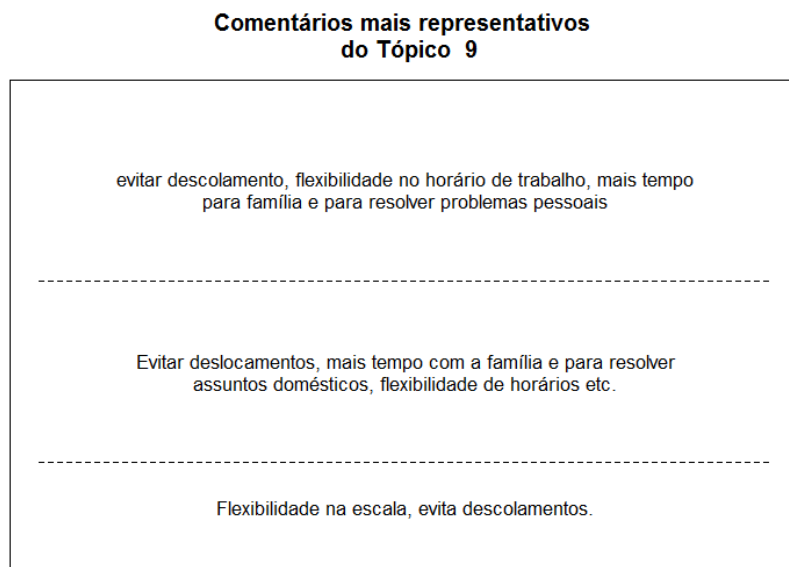 Comentários mais representativos
do Tópico 9
evitar descolamento, flexibilidade no horário de trabalho, mais tempo
para família e para resolver problemas pessoais
Evitar deslocamentos, mais tempo com a família e para resolver
assuntos domésticos, flexibilidade de horários etc.
Flexibilidade na escala, evita descolamentos.